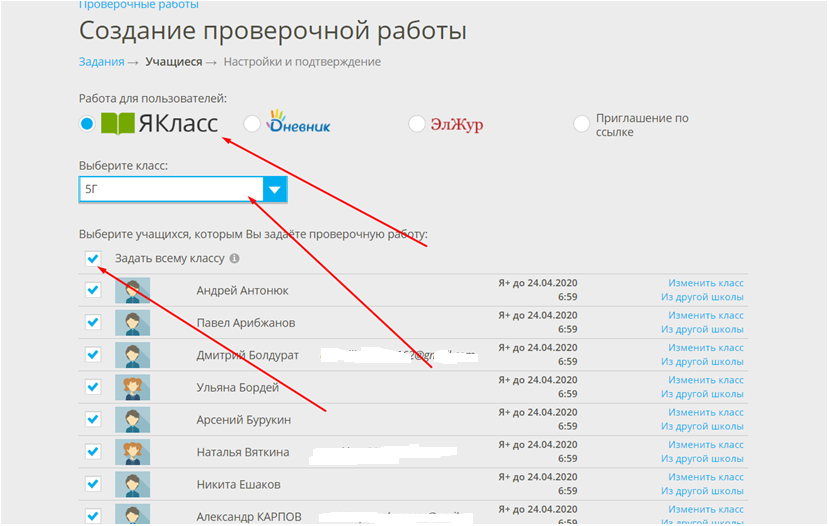 Проверочные работы
Создание проверочной работы
Задания → Учащиеся → Настройки и подтверждение
Работа для пользователей:
ЯКласс Dневник ЭлЖур Приглашение по
ссылке
Выберите класс:
5Г
Выберите учащихся, которым Вы задаёте проверочную работу:
Задать всему классу i
Я+ до 24.04.2020 Изменить класс
Андрей Антонюк
6:59 Из другой школы
Я+ до 24.04.2020 Изменить класс
Павел Арибжанов
6:59 Из другой школы
Я+ до 24.04.2020 Изменить класс
Дмитрий Болдурат
6:59 Из другой школы
Я+ до 24.04.2020 Изменить класс
Ульяна Бордей
6:59 Из другой школы
Я+ до 24.04.2020 Изменить класс
Арсений Бурукин
6:59 Из другой школы
Я+ до 24.04.2020 Изменить класс
Наталья Вяткина
6:59 Из другой школы
Я+ до 24.04.2020 Изменить класс
Никита Ешаков
6:59 Из другой школы
Я+ до 24.04.2020 Изменить класс
Александр КАРПОВ
6:59 Из другой школы